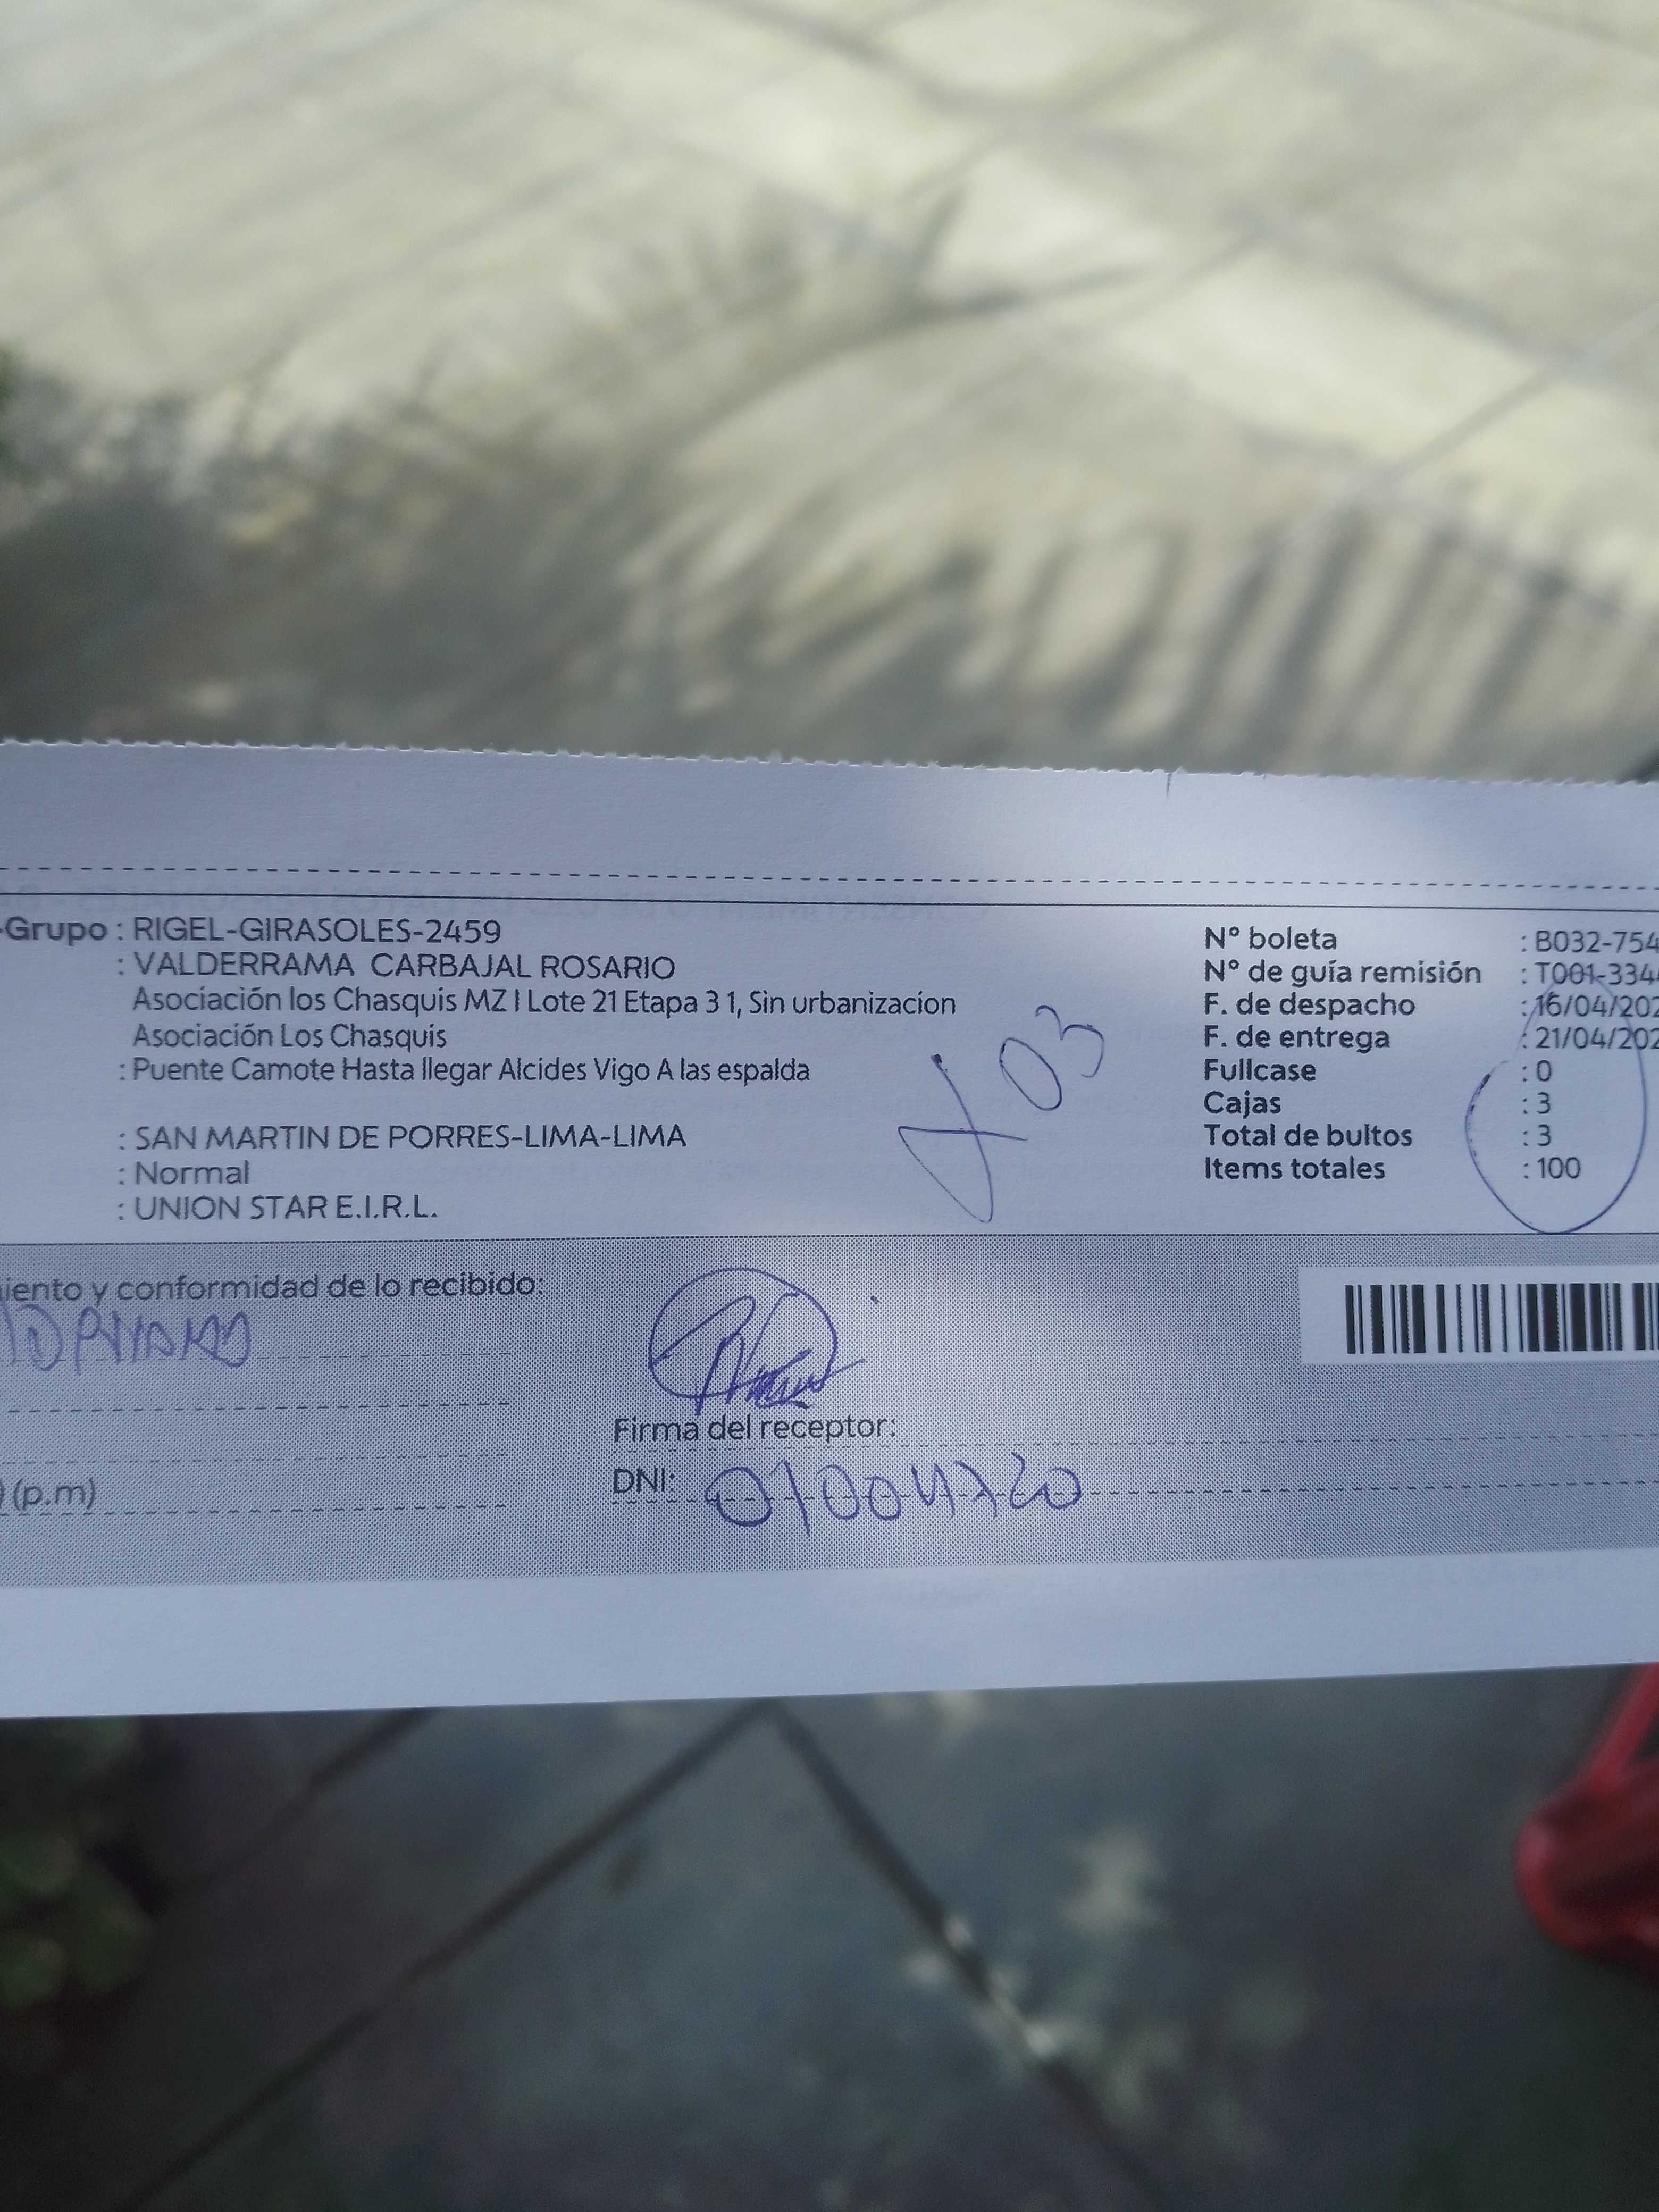 -Grupo : RIGEL-GIRASOLES-2459
: VALDERRAMA CARBAJAL ROSARIO
Asociación los Chasquis MZ I Lote 21 Etapa 3 1, Sin urbanizacion
Asociación Los Chasquis
: Puente Camote Hasta llegar Alcides Vigo A las espalda
: SAN MARTIN DE PORRES-LIMA-LIMA
: Normal
: UNION STAR E.I.R.L.
03
N° boleta : B032-754
N° de guía remisión : T001-334
F. de despacho : 16/04/202
F. de entrega : 21/04/202
Fullcase : 0
Cajas : 3
Total de bultos : 3
Items totales : 100
iento y conformidad de lo recibido:
Firma del receptor:
DNI:
(p.m)